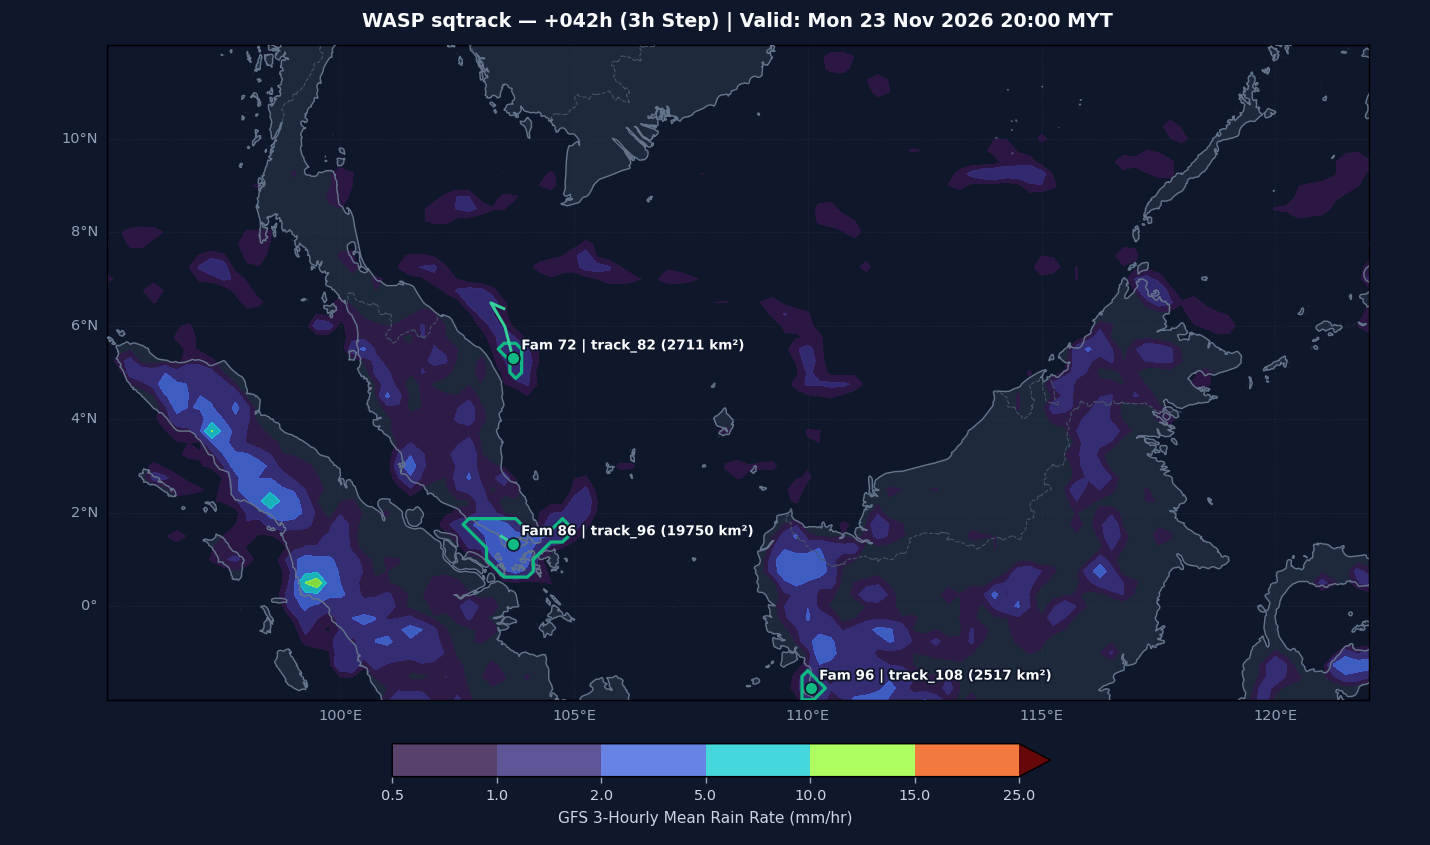 WASP sqtrack — +042h (3h Step) | Valid: Mon 23 Nov 2026 20:00 MYT
10°N
8°N
6°N
4°N
2°N
0°
Fam 72 | track_82 (2711 km²)
Fam 86 | track_96 (19750 km²)
Fam 96 | track_108 (2517 km²)
100°E 105°E 110°E 115°E 120°E
0.5 1.0 2.0 5.0 10.0 15.0 25.0
GFS 3-Hourly Mean Rain Rate (mm/hr)